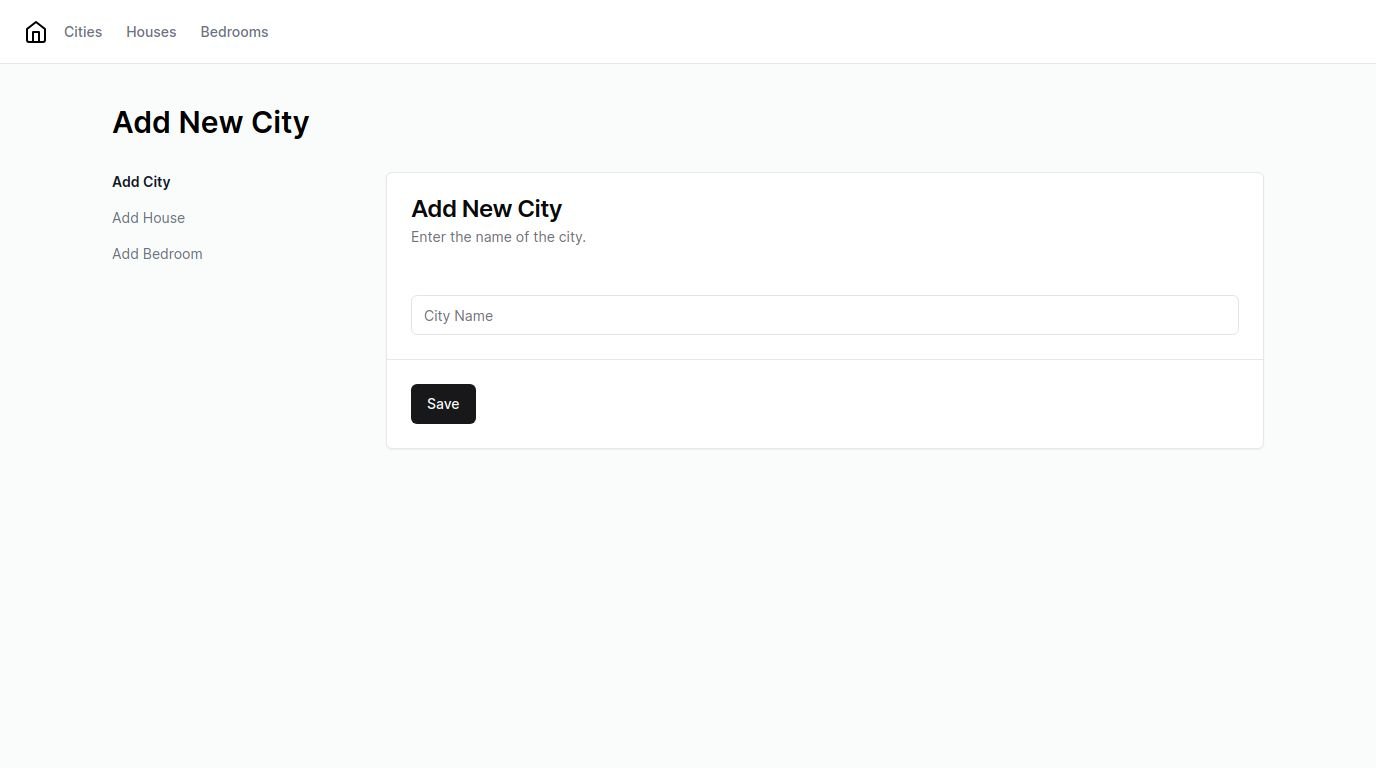 Cities Houses Bedrooms
Add New City
Add City
Add House
Add Bedroom
Add New City
Enter the name of the city.
City Name
Save